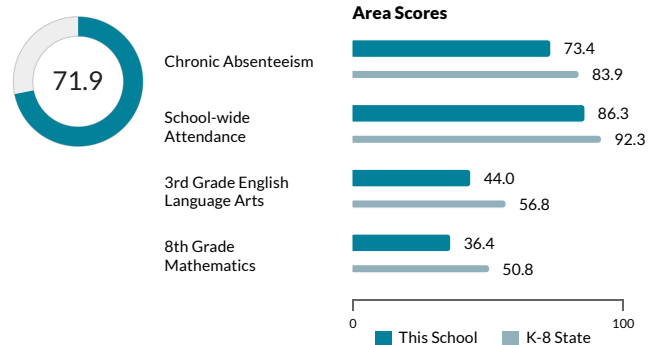 Area Scores
71.9
Chronic Absenteeism
73.4
83.9
School-wide
Attendance
86.3
92.3
3rd Grade English
Language Arts
44.0
56.8
8th Grade
Mathematics
36.4
50.8
0
100
This School
K-8 State